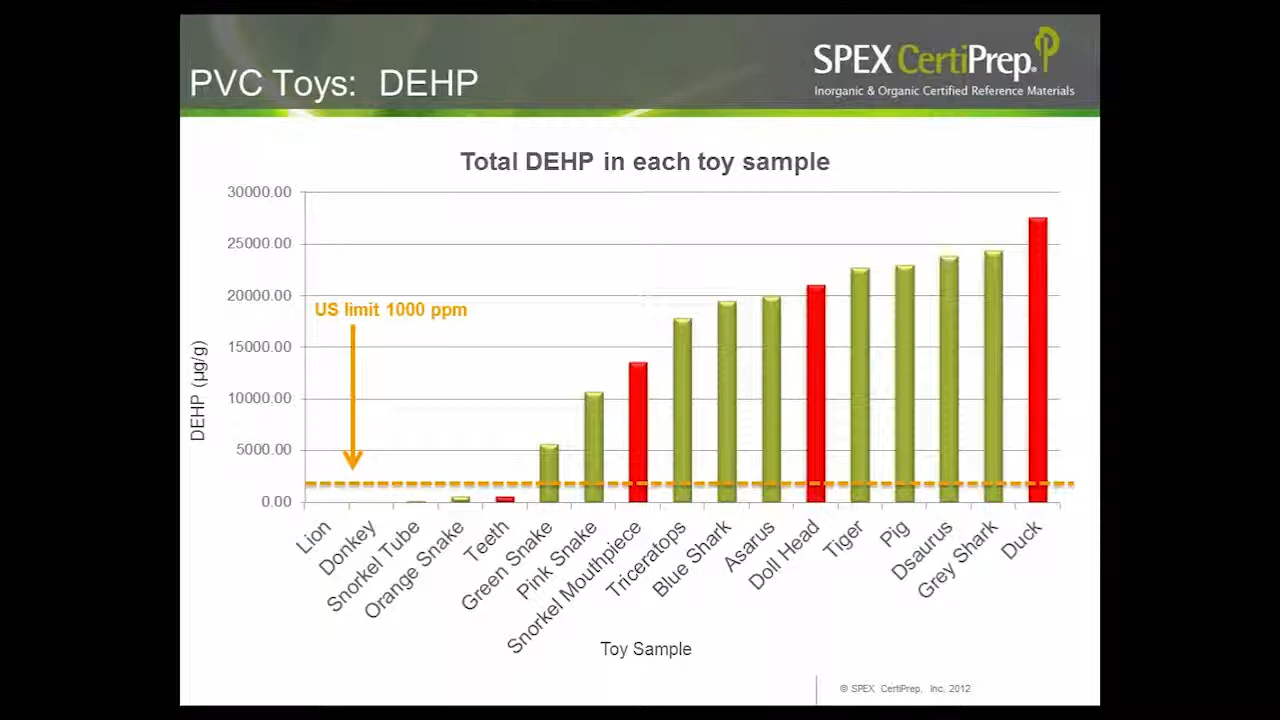 PVC Toys: DEHP
SPEX CertiPrep.
Inorganic & Organic Certified Reference Materials
Total DEHP in each toy sample
30000.00
25000.00
20000.00
15000.00
10000.00
5000.00
0.00
DEHP (µg/g)
US limit 1000 ppm
Lion
Donkey
Snorkel Tube
Orange Snake
Teeth
Green Snake
Pink Snake
Snorkel Mouthpiece
Triceratops
Blue Shark
Asarus
Doll Head
Tiger
Pig
Dsaurus
Grey Shark
Duck
Toy Sample
© SPEX CertiPrep, Inc. 2012